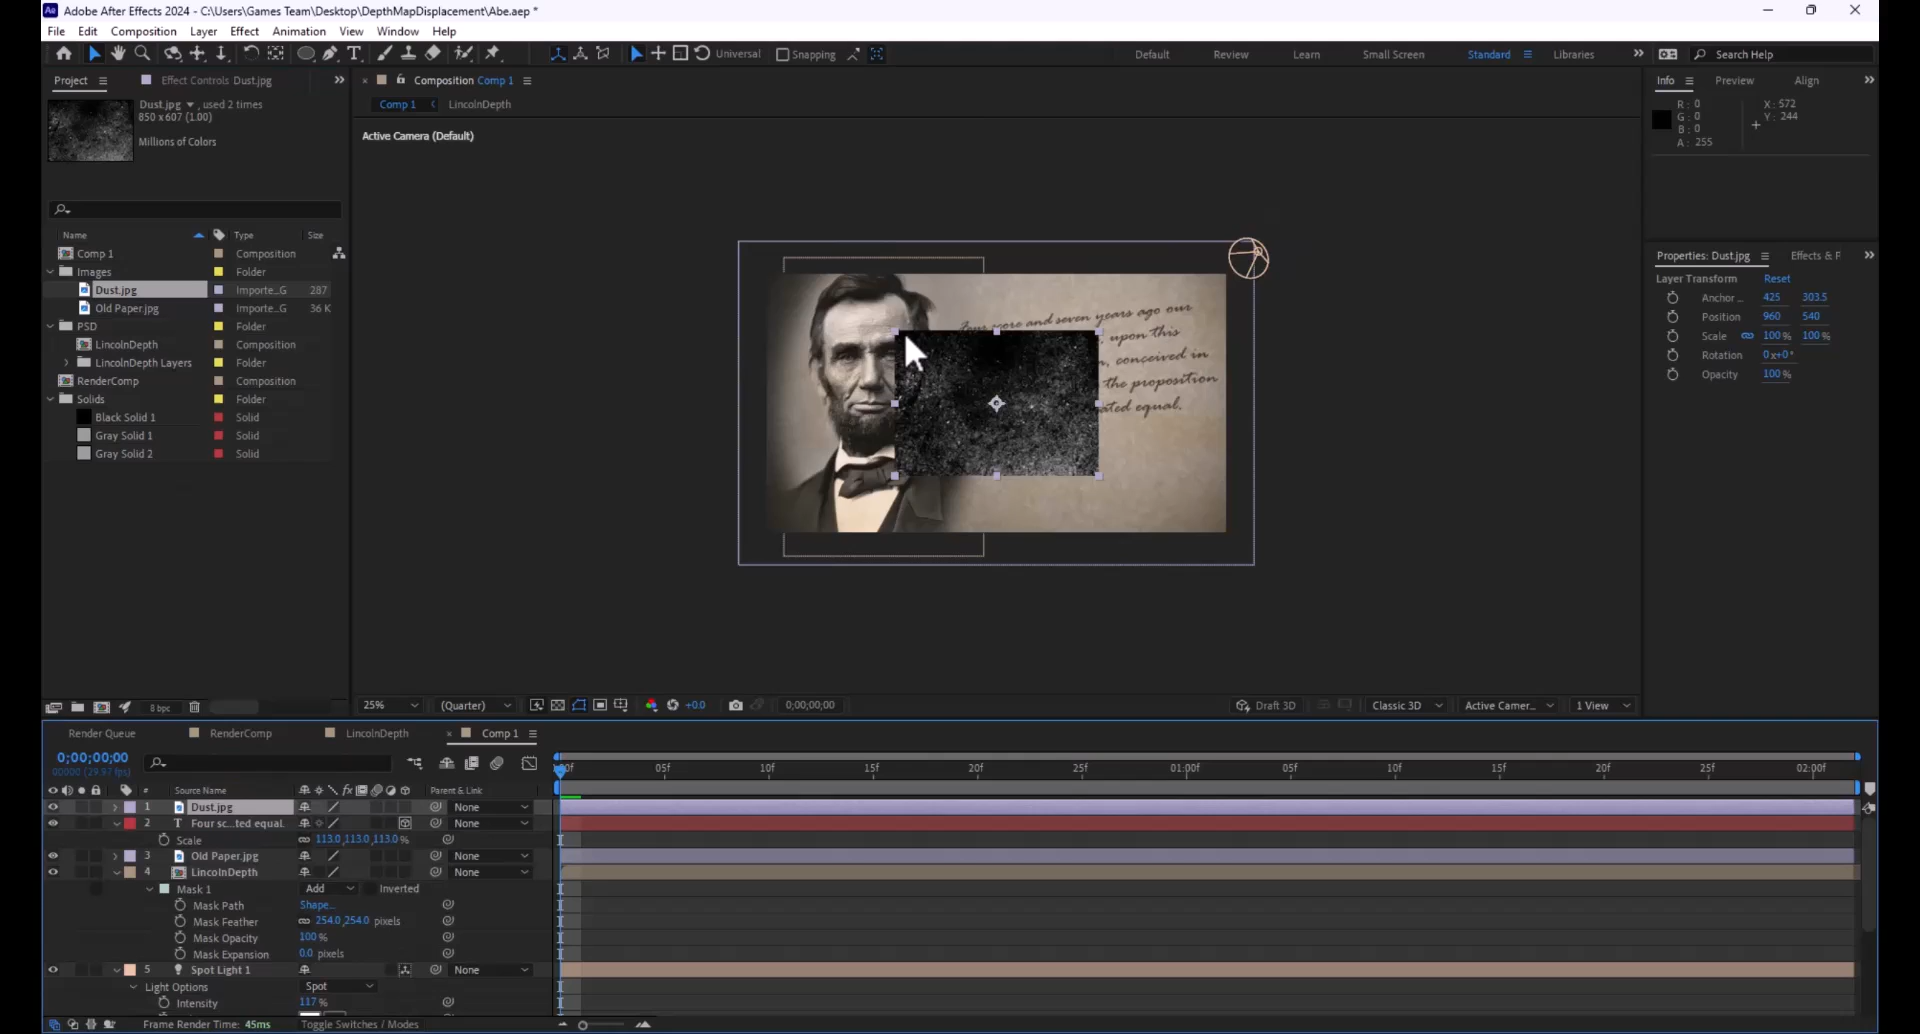 Adobe After Effects 2024 - C:\Users\Games Team\Desktop\DepthMapDisplacement\Abe.aep *
File Edit Composition Layer Effect Animation View Window Help
Universal Snapping Default Review Learn Small Screen Standard Libraries Search Help
Project Effect Controls Dust.jpg
Dust.jpg , used 2 times
850 x 607 (1.00)
Millions of Colors
Name Type Size
Comp 1 Composition
Images Folder
Dust.jpg Importe...G 287
Old Paper.jpg Importe...G 36 K
PSD Folder
LincolnDepth Composition
LincolnDepth Layers Folder
RenderComp Composition
Solids Folder
Black Solid 1 Solid
Gray Solid 1 Solid
Gray Solid 2 Solid
8 bpc
Composition Comp 1
Comp 1 LincolnDepth
Active Camera (Default)
and seven years ago our
, upon this
, conceived in
the proposition
equal.
25% (Quarter) +0.0 0;00;00;00 Draft 3D Classic 3D Active Camer... 1 View
Info Preview Align
R: 0 X: 572
G: 0 Y: 244
B: 0
A: 255
Properties: Dust.jpg Effects & P
Layer Transform Reset
Anchor ... 425 303.5
Position 960 540
Scale 100 % 100 %
Rotation 0x+0°
Opacity 100 %
Render Queue RenderComp LincolnDepth Comp 1
0;00;00;00
00000 (29.97 fps)
05f 10f 15f 20f 25f 01:00f 05f 10f 15f 20f 25f 02:00f
# Source Name Parent & Link
1 Dust.jpg None
2 T Four sc...ted equal. None
Scale 113.0,113.0,113.0 %
3 Old Paper.jpg None
4 LincolnDepth None
Mask 1 Add Inverted
Mask Path Shape...
Mask Feather 254.0,254.0 pixels
Mask Opacity 100 %
Mask Expansion 0.0 pixels
5 Spot Light 1 None
Light Options Spot
Intensity 117 %
Frame Render Time: 45ms Toggle Switches / Modes